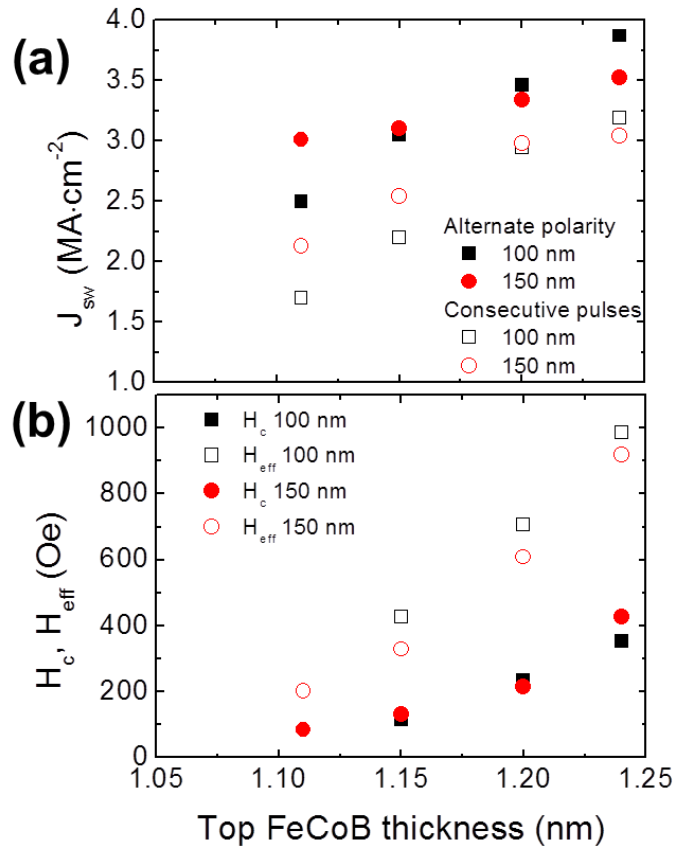 (a)
J_sw (MA·cm⁻²)
4.0
3.5
3.0
2.5
2.0
1.5
1.0
Alternate polarity
100 nm
150 nm
Consecutive pulses
100 nm
150 nm
(b)
H_c, H_eff (Oe)
1000
800
600
400
200
0
H_c 100 nm
H_eff 100 nm
H_c 150 nm
H_eff 150 nm
1.05 1.10 1.15 1.20 1.25
Top FeCoB thickness (nm)